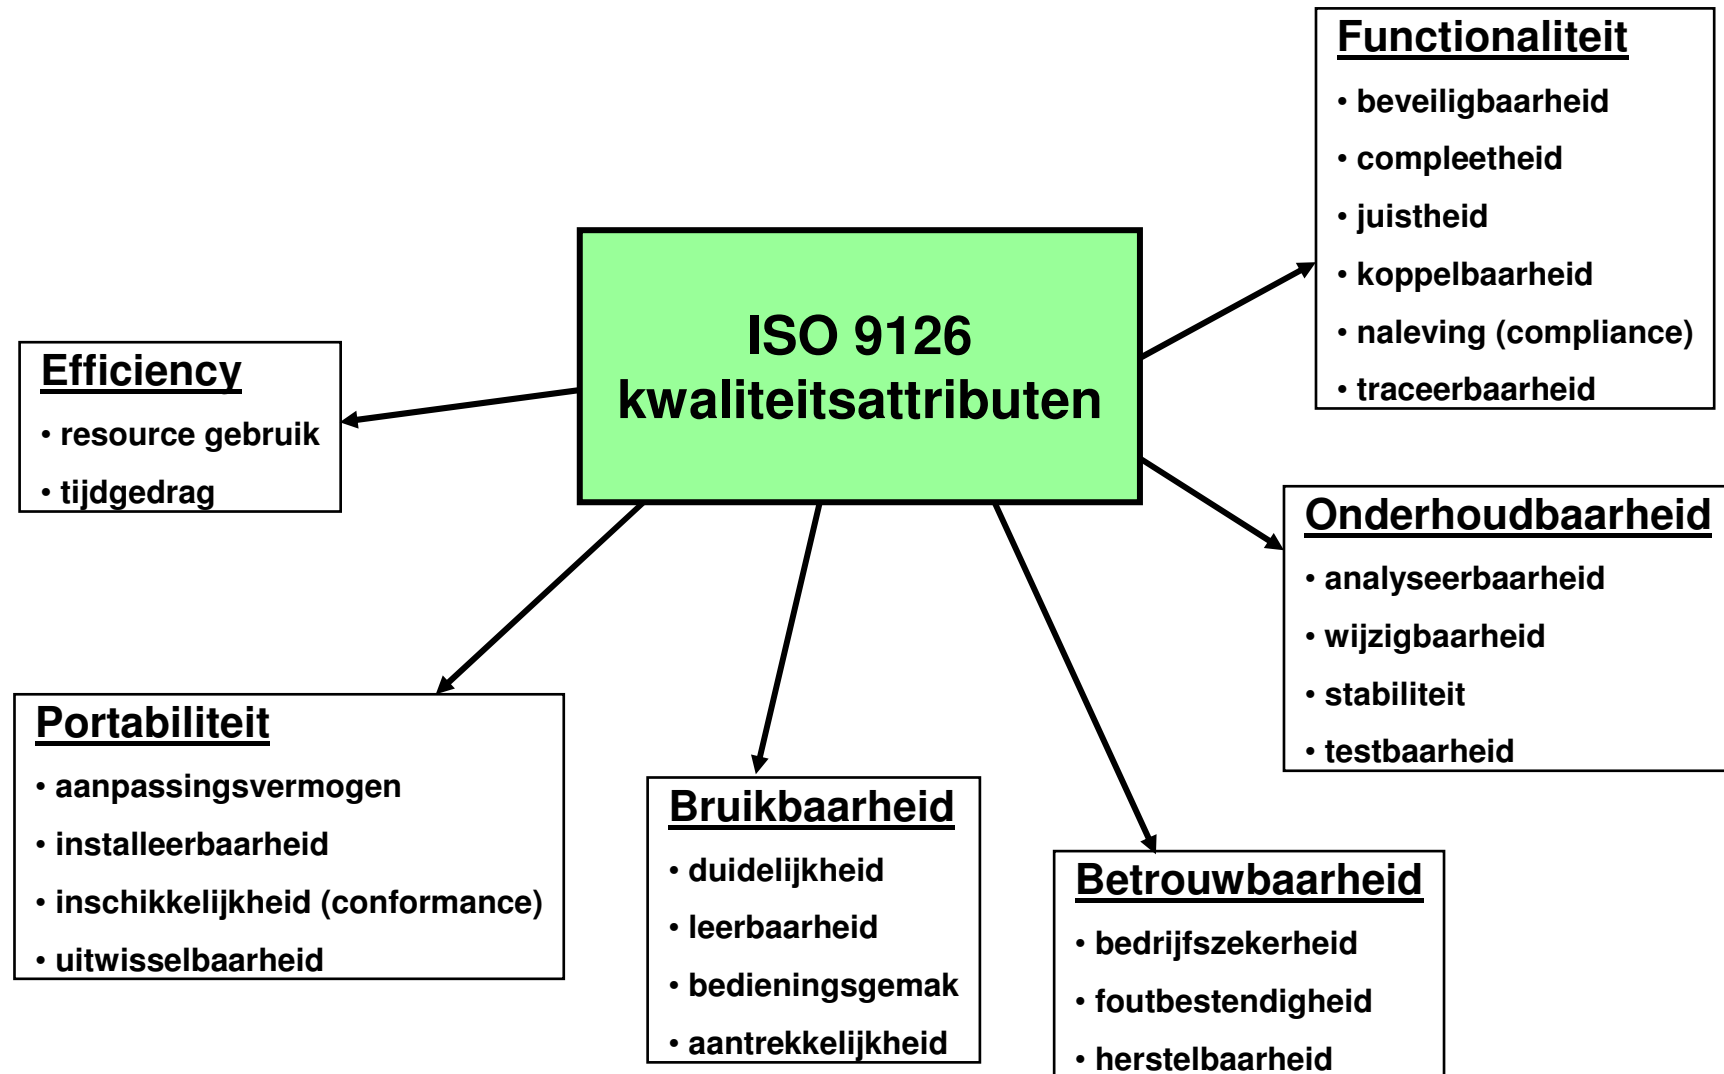 ISO 9126
kwaliteitsattributen
Functionaliteit
• beveiligbaarheid
• compleetheid
• juistheid
• koppelbaarheid
• naleving (compliance)
• traceerbaarheid
Efficiency
• resource gebruik
• tijdgedrag
Onderhoudbaarheid
• analyseerbaarheid
• wijzigbaarheid
• stabiliteit
• testbaarheid
Portabiliteit
• aanpassingsvermogen
• installeerbaarheid
• inschikkelijkheid (conformance)
• uitwisselbaarheid
Bruikbaarheid
• duidelijkheid
• leerbaarheid
• bedieningsgemak
• aantrekkelijkheid
Betrouwbaarheid
• bedrijfszekerheid
• foutbestendigheid
• herstelbaarheid